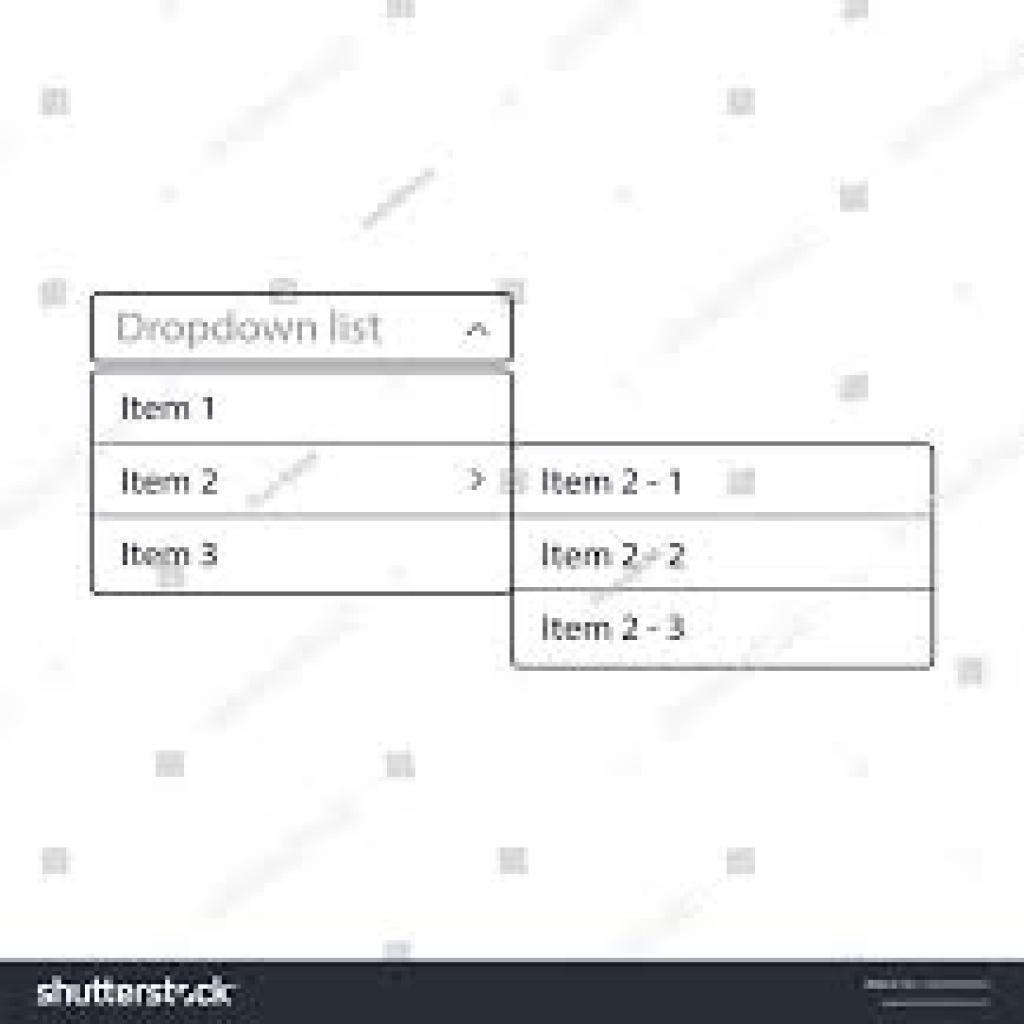 Dropdown list
Item 1
Item 2
Item 3
Item 2 - 1
Item 2 - 2
Item 2 - 3
shutterstock